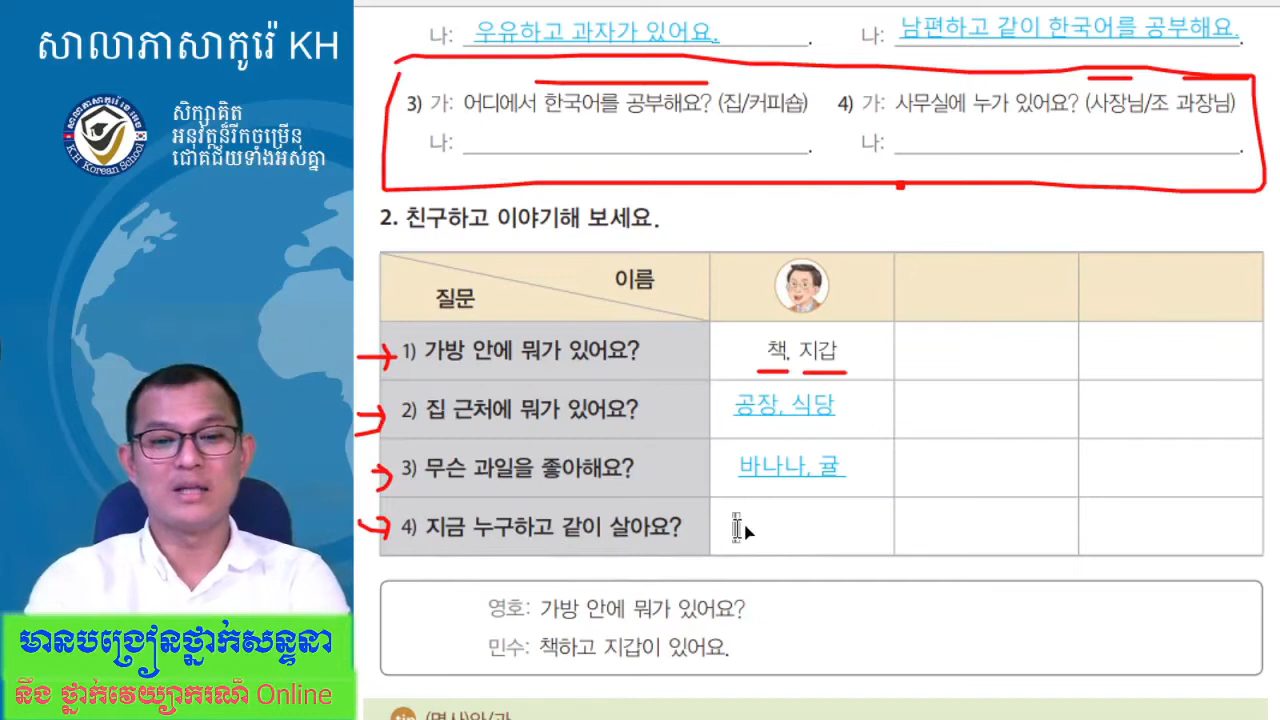 សាលាភាសាកូរ៉េ KH
សិក្សាគិត
អនុវត្តន៏រីកចម្រើន
ជោគជ័យទាំងអស់គ្នា
K.H Korean School
មានបង្រៀនថ្នាក់សន្ទនា
នឹង ថ្នាក់វេយ្យាករណ៏ Online
나: 우유하고 과자가 있어요. .
나: 남편하고 같이 한국어를 공부해요. .
3) 가: 어디에서 한국어를 공부해요? (집/커피숍)
나: .
4) 가: 사무실에 누가 있어요? (사장님/조 과장님)
나: .
2. 친구하고 이야기해 보세요.
이름
질문
1) 가방 안에 뭐가 있어요? 책, 지갑
2) 집 근처에 뭐가 있어요? 공장, 식당
3) 무슨 과일을 좋아해요? 바나나, 귤
4) 지금 누구하고 같이 살아요?
영호: 가방 안에 뭐가 있어요?
민수: 책하고 지갑이 있어요.